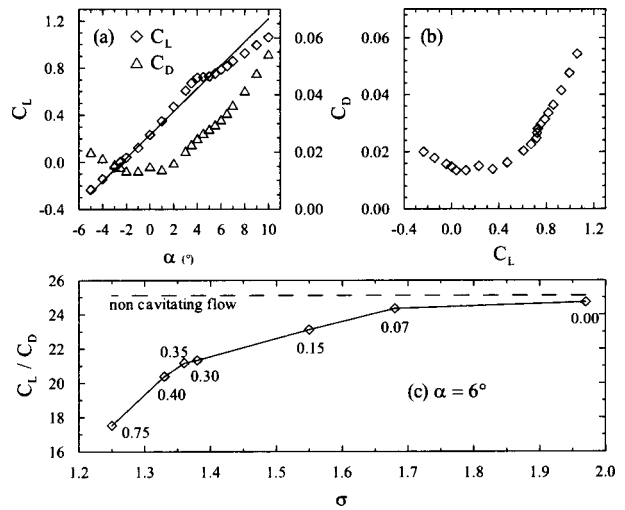 1.2
0.8
0.4
0.0
-0.4
C_L
(a)
C_L
C_D
-6 -5 -4 -2 0 2 4 6 8 10
α (°)
0.06
0.04
0.02
0.00
C_D
(b)
0.06
0.04
0.02
0.00
-0.4 0.0 0.4 0.8 1.2
C_L
26
24
22
20
18
16
C_L / C_D
non cavitating flow
0.75
0.40
0.35
0.30
0.15
0.07
0.00
(c) α = 6°
1.2 1.3 1.4 1.5 1.6 1.7 1.8 1.9 2.0
σ